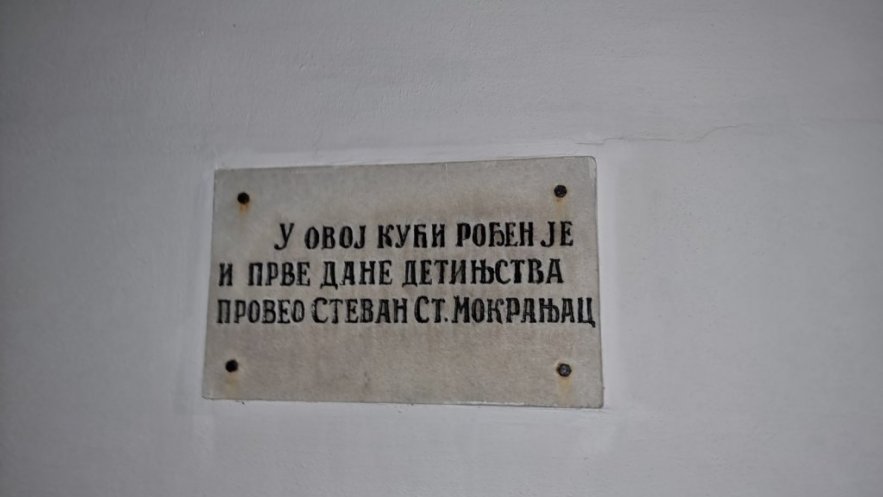 У ОВОЈ КУЋИ РОЂЕН ЈЕ
И ПРВЕ ДАНЕ ДЕТИЊСТВА
ПРОВЕО СТЕВАН СТ. МОКРАЊАЦ